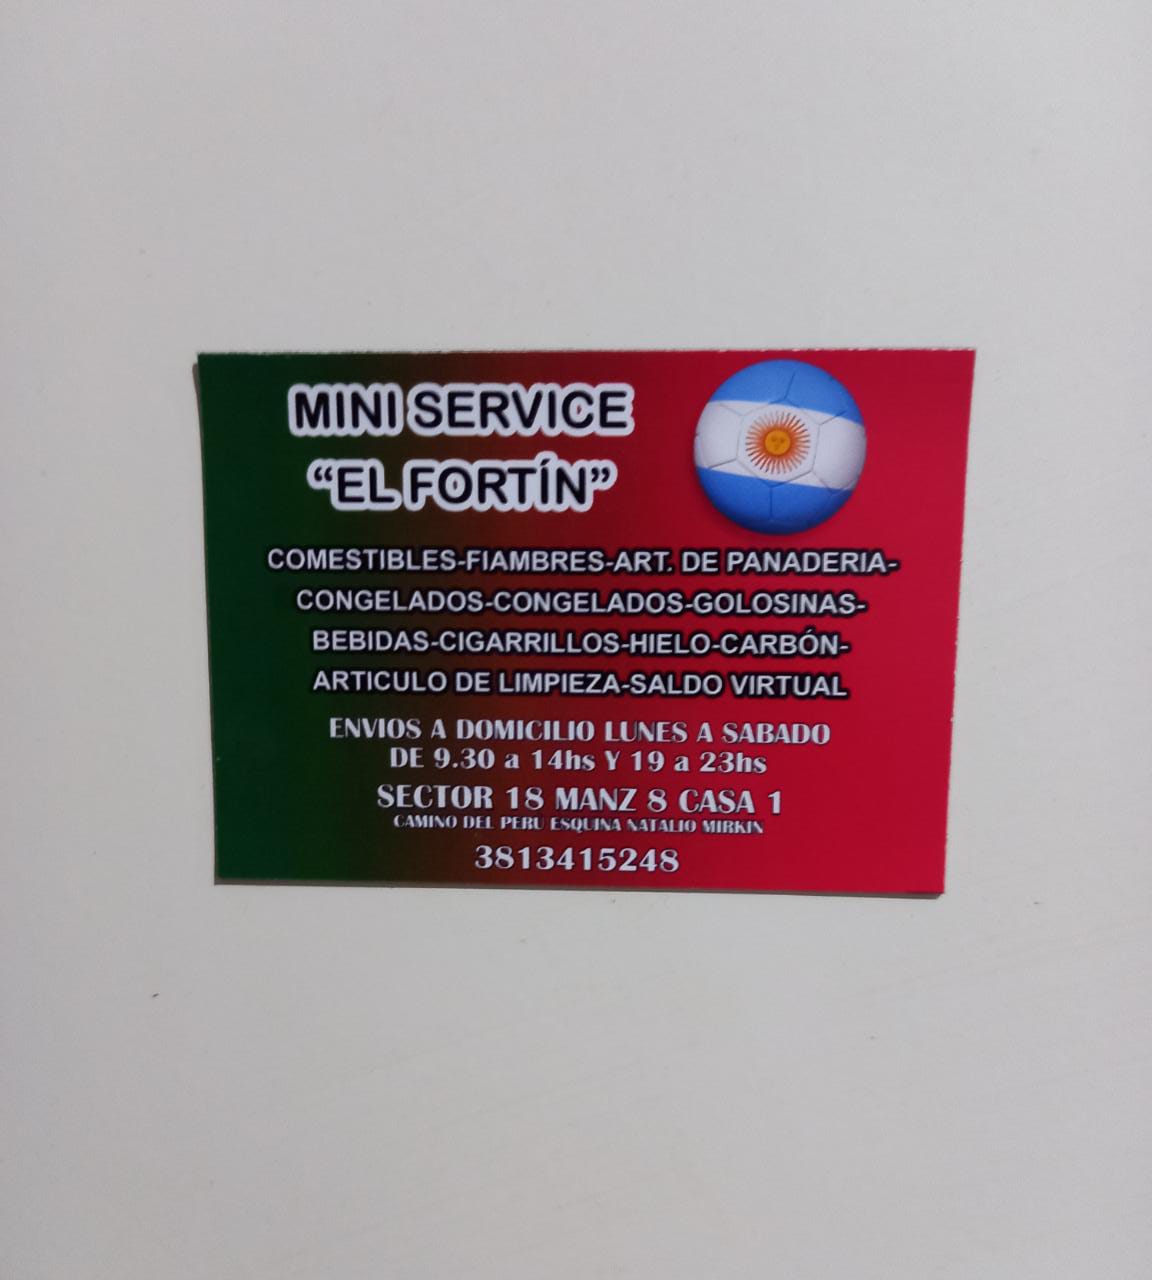 MINI SERVICE
“EL FORTÍN”
COMESTIBLES-FIAMBRES-ART. DE PANADERIA-
CONGELADOS-CONGELADOS-GOLOSINAS-
BEBIDAS-CIGARRILLOS-HIELO-CARBÓN-
ARTICULO DE LIMPIEZA-SALDO VIRTUAL
ENVIOS A DOMICILIO LUNES A SABADO
DE 9.30 a 14hs Y 19 a 23hs
SECTOR 18 MANZ 8 CASA 1
CAMINO DEL PERU ESQUINA NATALIO MIRKIN
3813415248